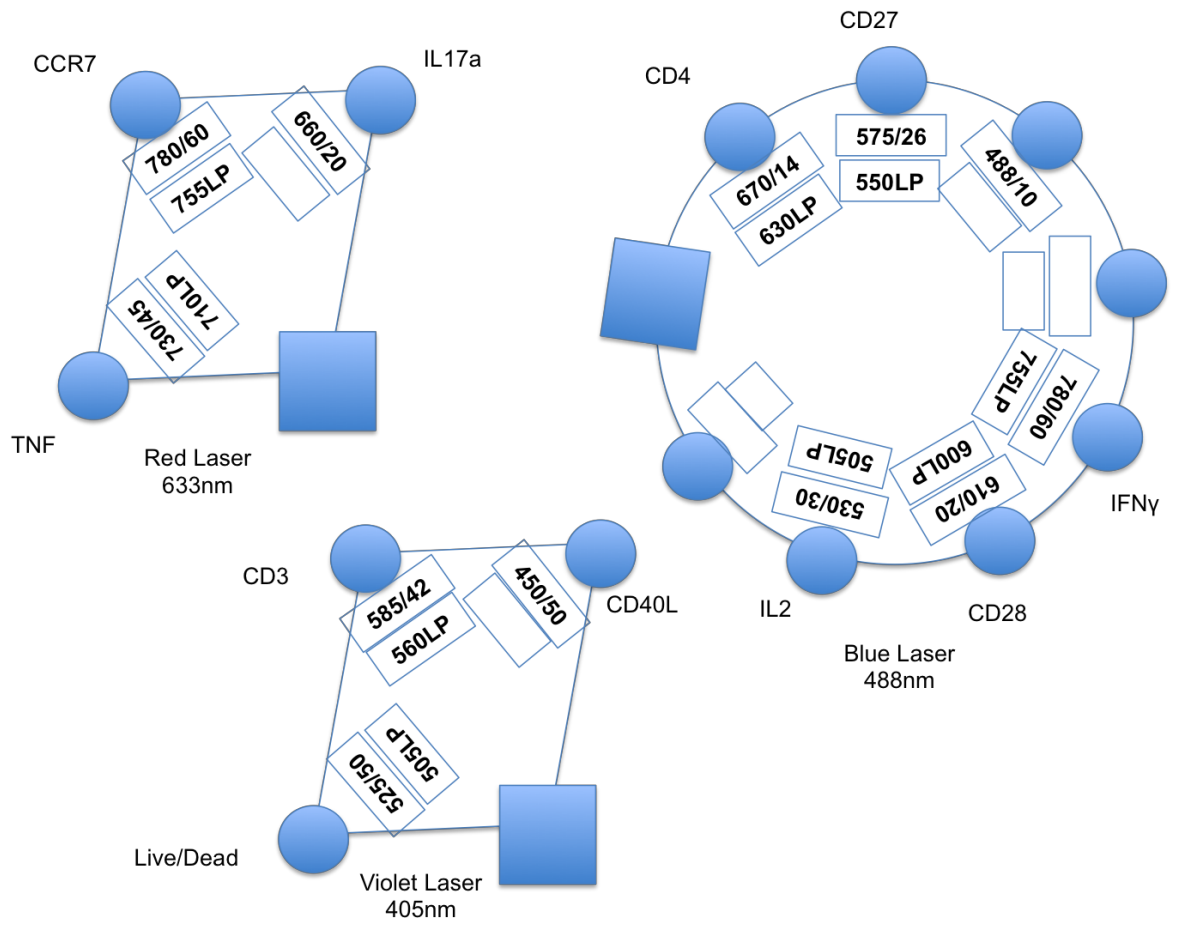 CCR7
IL17a
780/60
755LP
660/20
710LP
730/45
TNF
Red Laser
633nm
CD27
CD4
575/26
550LP
670/14
630LP
488/10
755LP
780/60
600LP
610/20
505LP
530/30
IFNγ
IL2
CD28
Blue Laser
488nm
CD3
CD40L
585/42
560LP
450/50
505LP
525/50
Live/Dead
Violet Laser
405nm